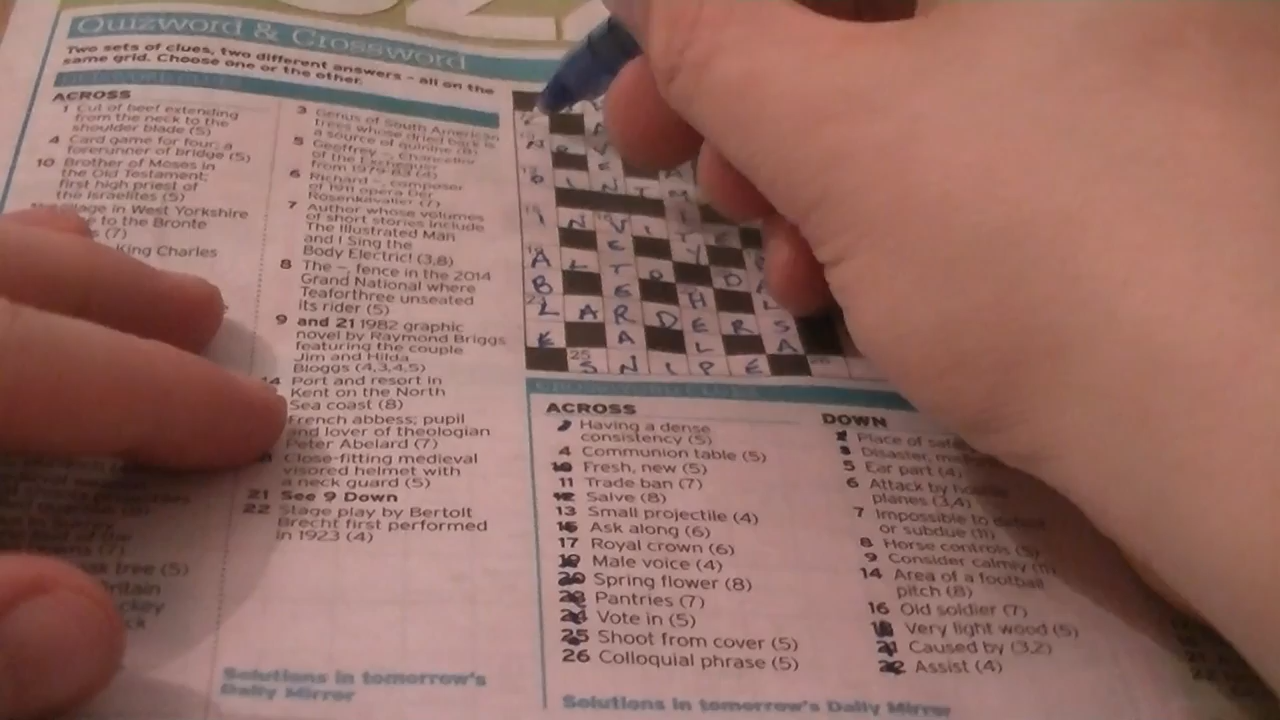 Quizword & Crossword
Two sets of clues, two different answers - all on the
same grid. Choose one or the other.
ACROSS
1 Cut of beef extending
from the neck to the
shoulder blade (5)
4 Card game for four; a
forerunner of bridge (5)
10 Brother of Moses in
the Old Testament;
first high priest of
the Israelites (5)
village in West Yorkshire
to the Bronte
(7)
King Charles
oak tree (5)
3 Genus of South American
trees whose dried bark is
a source of quinine (8)
5 Geoffrey -, Chancellor
of the Exchequer
from 1979-83 (4)
6 Richard -, composer
of 1911 opera Der
Rosenkavalier (7)
7 Author whose volumes
of short stories include
The Illustrated Man
and I Sing the
Body Electric! (3,8)
8 The -, fence in the 2014
Grand National where
Teaforthree unseated
its rider (5)
9 and 21 1982 graphic
novel by Raymond Briggs
featuring the couple
Jim and Hilda
Bloggs (4,3,4,5)
14 Port and resort in
Kent on the North
Sea coast (8)
French abbess; pupil
and lover of theologian
Peter Abelard (7)
Close-fitting medieval
visored helmet with
a neck guard (5)
21 See 9 Down
22 Stage play by Bertolt
Brecht first performed
in 1923 (4)
Solutions in tomorrow's
Daily Mirror
L A R D E R S
25 S N I P E
26
ACROSS
Having a dense
consistency (5)
4 Communion table (5)
10 Fresh, new (5)
11 Trade ban (7)
12 Salve (8)
13 Small projectile (4)
15 Ask along (6)
17 Royal crown (6)
19 Male voice (4)
20 Spring flower (8)
23 Pantries (7)
24 Vote in (5)
25 Shoot from cover (5)
26 Colloquial phrase (5)
DOWN
Place of
Disaster,
5 Ear part (4)
6 Attack by
planes (3,4)
7 Impossible to
or subdue (11)
8 Horse controls (5)
9 Consider calmly (11)
14 Area of a football
pitch (8)
16 Old soldier (7)
18 Very light wood (5)
21 Caused by (3,2)
22 Assist (4)
Solutions in tomorrow's Daily Mirror